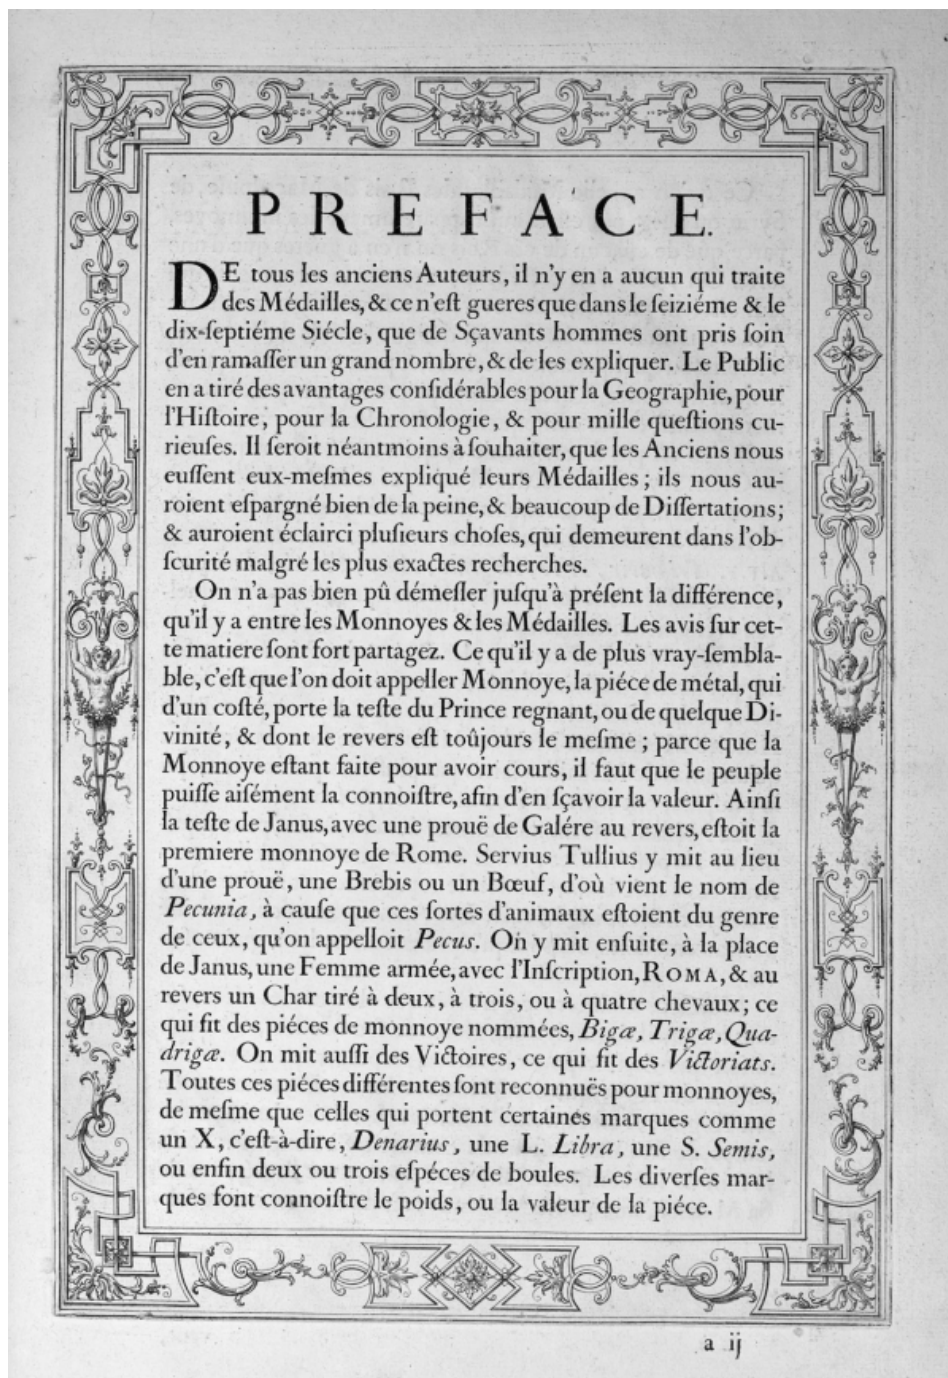 PREFACE.
DE tous les anciens Auteurs, il n'y en a aucun qui traite
des Médailles, & ce n'eſt gueres que dans le ſeiziéme & le
dix-ſeptiéme Siécle, que de Sçavants hommes ont pris ſoin
d'en ramaſſer un grand nombre, & de les expliquer. Le Public
en a tiré des avantages conſidérables pour la Geographie, pour
l'Hiſtoire, pour la Chronologie, & pour mille queſtions cu-
rieuſes. Il ſeroit néantmoins à ſouhaiter, que les Anciens nous
euſſent eux-meſmes expliqué leurs Médailles; ils nous au-
roient eſpargné bien de la peine, & beaucoup de Diſſertations;
& auroient éclairci pluſieurs choſes, qui demeurent dans l'ob-
ſcurité malgré les plus exactes recherches.
On n'a pas bien pû démeſler juſqu'à préſent la différence,
qu'il y a entre les Monnoyes & les Médailles. Les avis ſur cet-
te matiere ſont fort partagez. Ce qu'il y a de plus vray-ſembla-
ble, c'eſt que l'on doit appeller Monnoye, la piéce de métal, qui
d'un coſté, porte la teſte du Prince regnant, ou de quelque Di-
vinité, & dont le revers eſt toûjours le meſme; parce que la
Monnoye eſtant faite pour avoir cours, il faut que le peuple
puiſſe aiſément la connoiſtre, afin d'en ſçavoir la valeur. Ainſi
la teſte de Janus, avec une prouë de Galére au revers, eſtoit la
premiere monnoye de Rome. Servius Tullius y mit au lieu
d'une prouë, une Brebis ou un Bœuf, d'où vient le nom de
Pecunia, à cauſe que ces ſortes d'animaux eſtoient du genre
de ceux, qu'on appelloit Pecus. On y mit enſuite, à la place
de Janus, une Femme armée, avec l'Inſcription, ROMA, & au
revers un Char tiré à deux, à trois, ou à quatre chevaux; ce
qui fit des piéces de monnoye nommées, Bigæ, Trigæ, Qua-
drigæ. On mit auſſi des Victoires, ce qui fit des Victoriats.
Toutes ces piéces différentes ſont reconnuës pour monnoyes,
de meſme que celles qui portent certaines marques comme
un X, c'eſt-à-dire, Denarius, une L. Libra, une S. Semis,
ou enfin deux ou trois eſpéces de boules. Les diverſes mar-
ques font connoiſtre le poids, ou la valeur de la piéce.
a ij